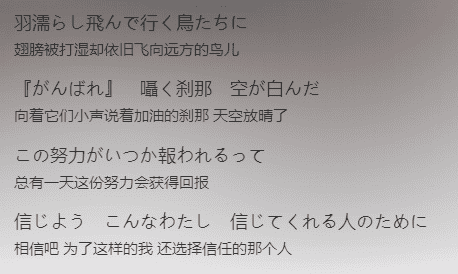 羽濡らし飛んで行く鳥たちに
翅膀被打湿却依旧飞向远方的鸟儿
『がんばれ』　囁く刹那　空が白んだ
向着它们小声说着加油的刹那 天空放晴了
この努力がいつか報われるって
总有一天这份努力会获得回报
信じよう　こんなわたし　信じてくれる人のために
相信吧 为了这样的我 还选择信任的那个人